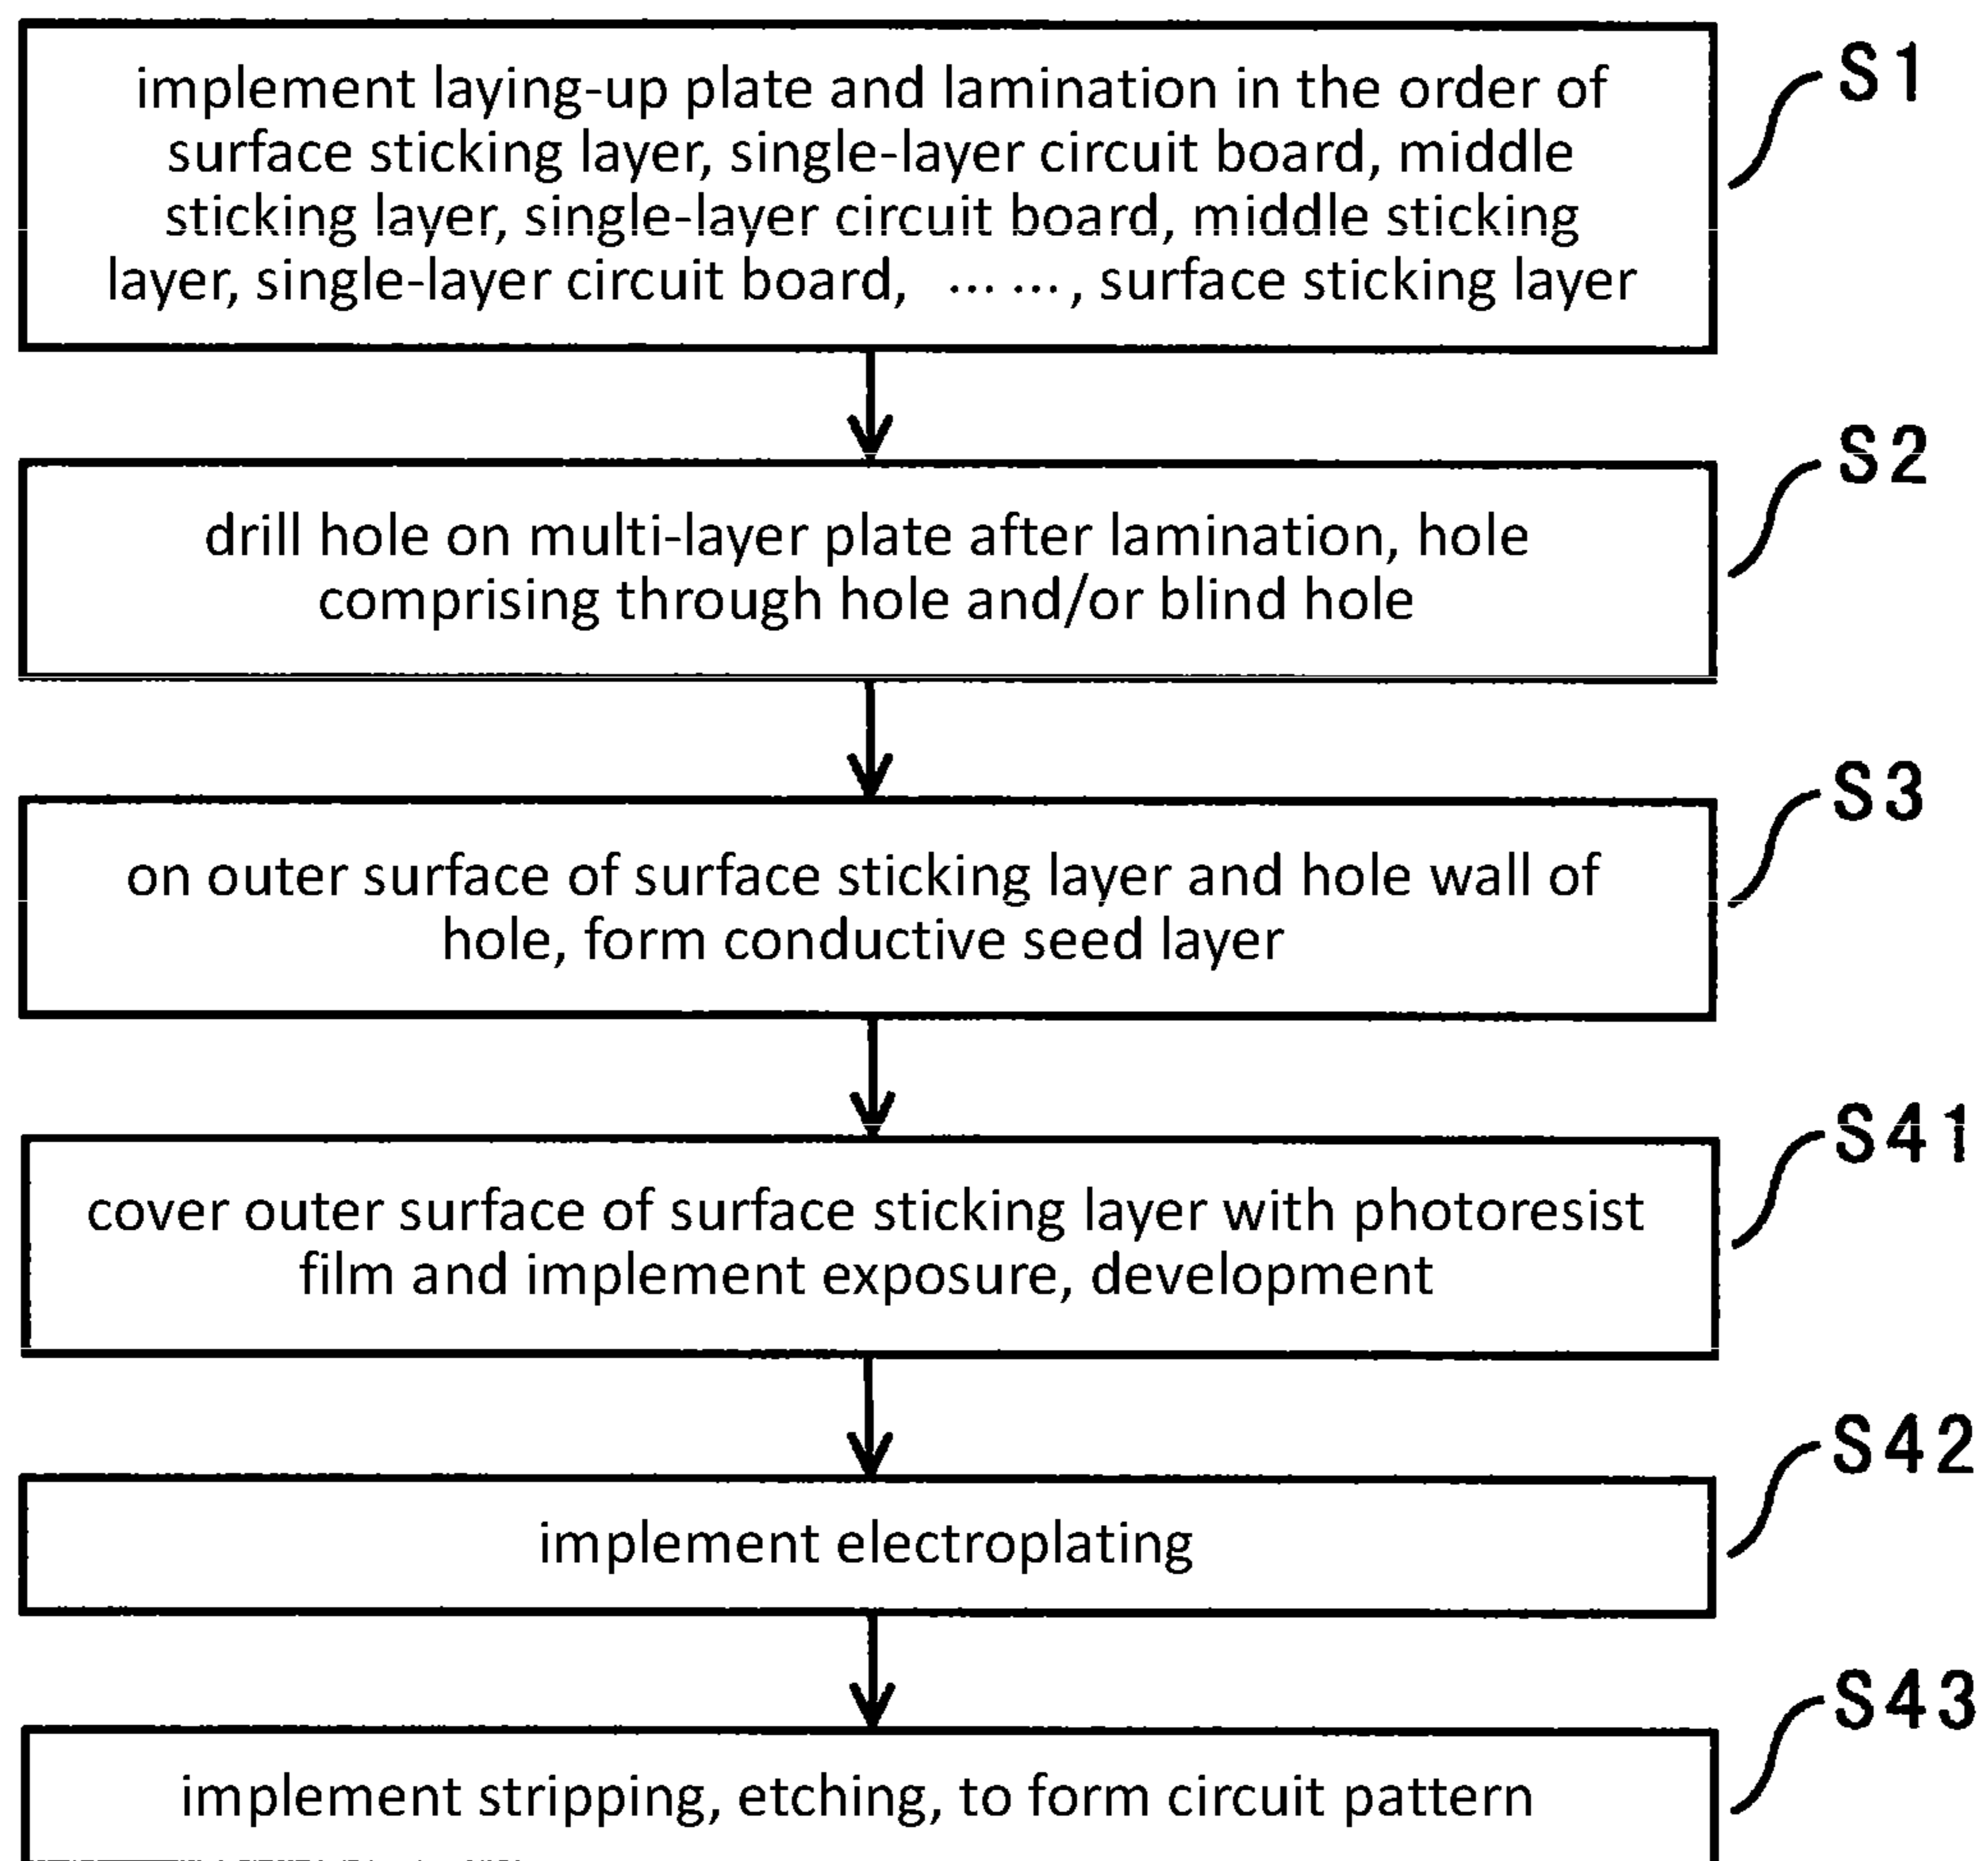 implement laying-up plate and lamination in the order of
surface sticking layer, single-layer circuit board, middle
sticking layer, single-layer circuit board, middle sticking
layer, single-layer circuit board, ... ..., surface sticking layer
S1
drill hole on multi-layer plate after lamination, hole
comprising through hole and/or blind hole
S2
on outer surface of surface sticking layer and hole wall of
hole, form conductive seed layer
S3
cover outer surface of surface sticking layer with photoresist
film and implement exposure, development
S41
implement electroplating
S42
implement stripping, etching, to form circuit pattern
S43